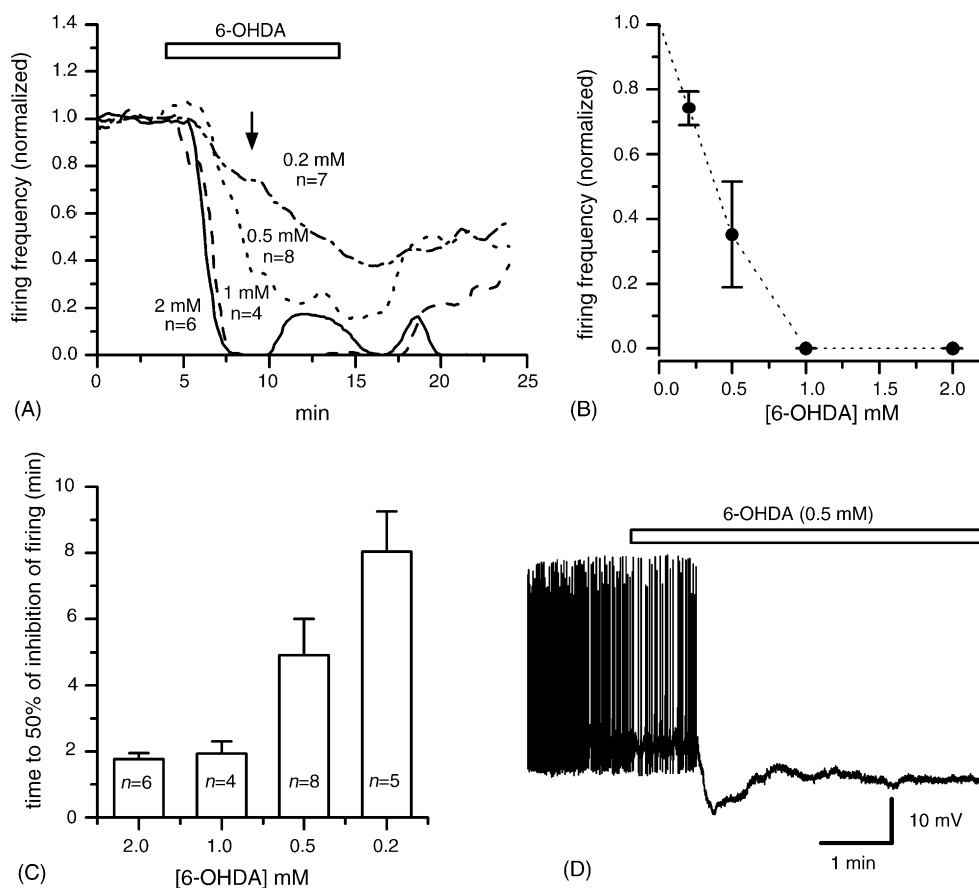 1.4
1.2
1.0
0.8
0.6
0.4
0.2
0.0
firing frequency (normalized)
6-OHDA
0.2 mM
n=7
0.5 mM
n=8
1 mM
n=4
2 mM
n=6
0
5
10
15
20
25
min
(A)
1.0
0.8
0.6
0.4
0.2
0.0
firing frequency (normalized)
0.0
0.5
1.0
1.5
2.0
[6-OHDA] mM
(B)
10
8
6
4
2
0
time to 50% of inhibition of firing (min)
n=6
n=4
n=8
n=5
2.0
1.0
0.5
0.2
[6-OHDA] mM
(C)
6-OHDA (0.5 mM)
10 mV
1 min
(D)